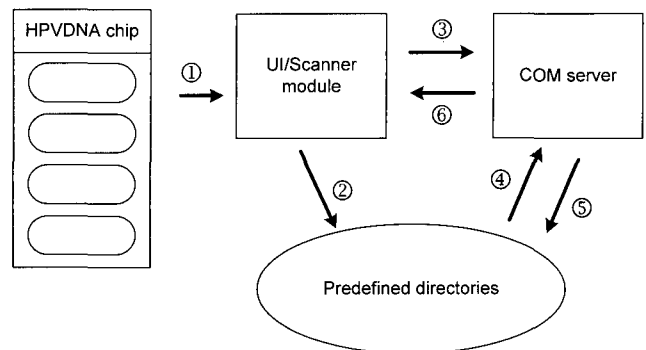 HPVDNA chip
①
UI/Scanner
module
③
⑥
COM server
②
④
⑤
Predefined directories